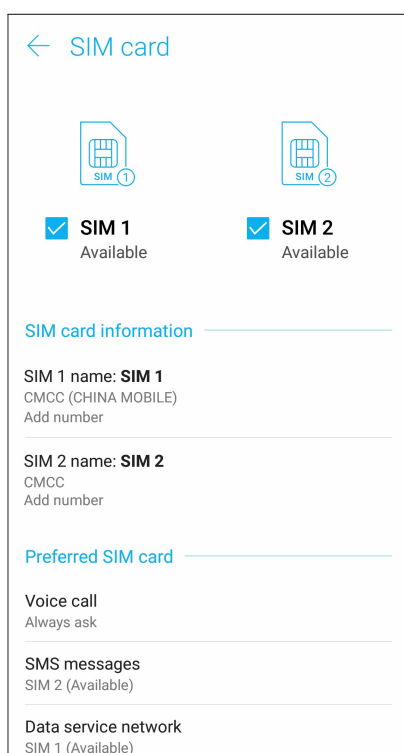 SIM card
SIM 1
SIM 2
SIM 1
Available
SIM 2
Available
SIM card information
SIM 1 name: SIM 1
CMCC (CHINA MOBILE)
Add number
SIM 2 name: SIM 2
CMCC
Add number
Preferred SIM card
Voice call
Always ask
SMS messages
SIM 2 (Available)
Data service network
SIM 1 (Available)